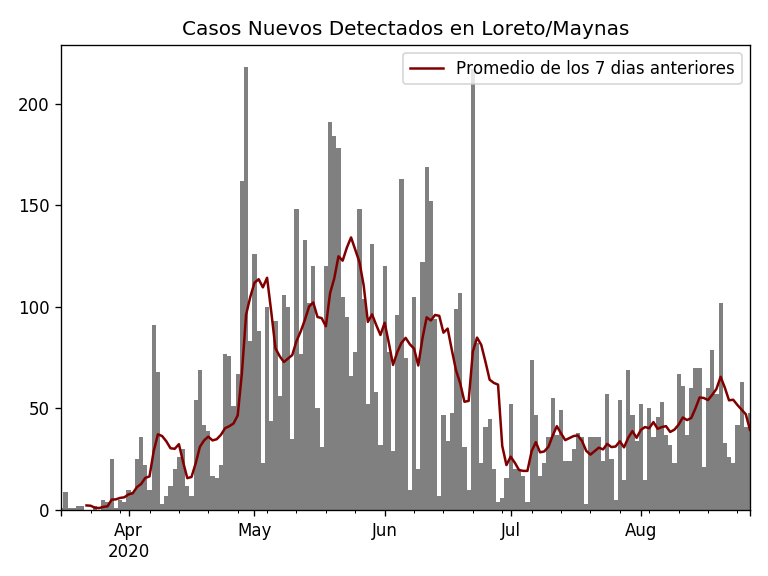 Casos Nuevos Detectados en Loreto/Maynas
Promedio de los 7 dias anteriores
200
150
100
50
0
Apr May Jun Jul Aug
2020